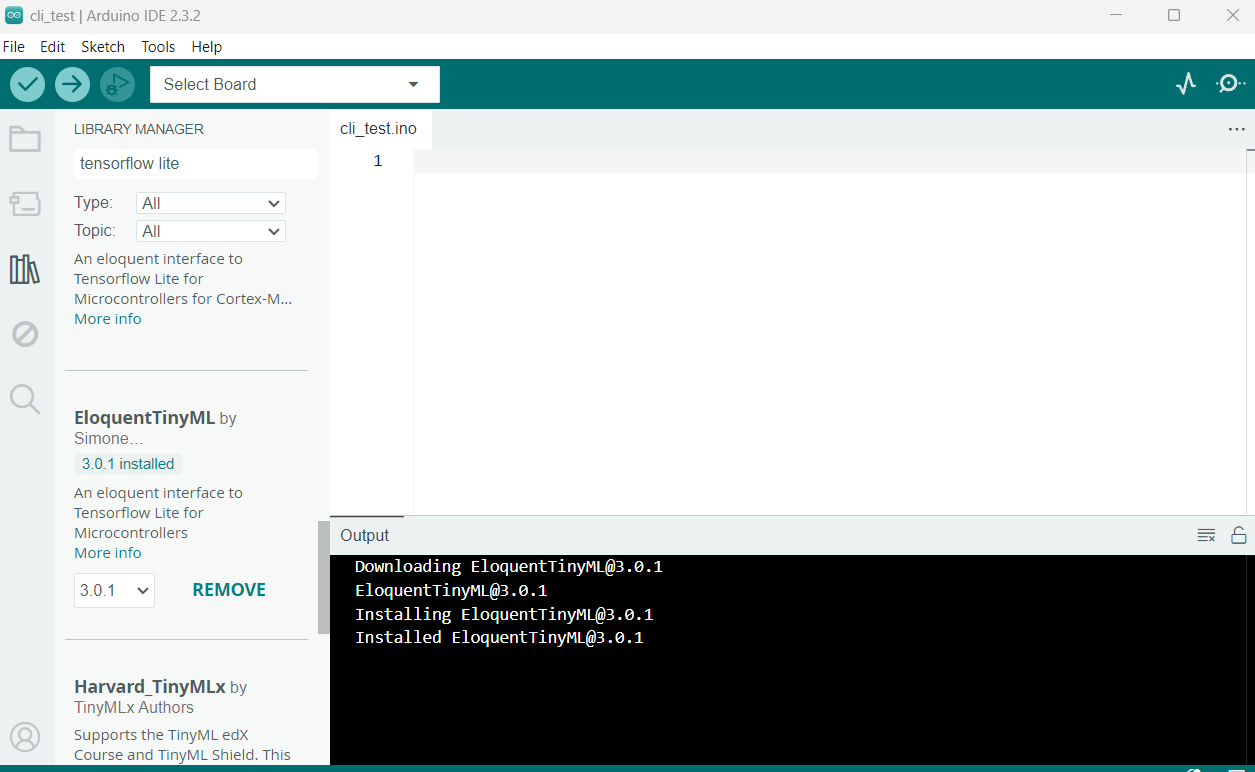 cli_test | Arduino IDE 2.3.2
File Edit Sketch Tools Help
Select Board
LIBRARY MANAGER
tensorflow lite
Type: All
Topic: All
An eloquent interface to
Tensorflow Lite for
Microcontrollers for Cortex-M...
More info
EloquentTinyML by
Simone...
3.0.1 installed
An eloquent interface to
Tensorflow Lite for
Microcontrollers
More info
3.0.1 REMOVE
Harvard_TinyMLx by
TinyMLx Authors
Supports the TinyML edX
Course and TinyML Shield. This
cli_test.ino
1
Output
Downloading EloquentTinyML@3.0.1
EloquentTinyML@3.0.1
Installing EloquentTinyML@3.0.1
Installed EloquentTinyML@3.0.1